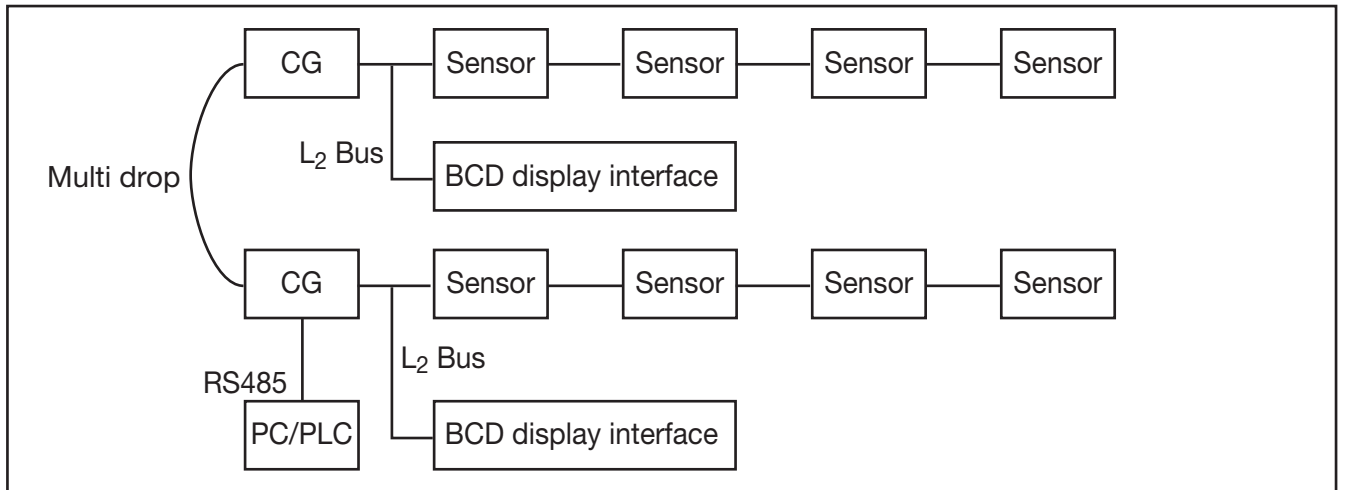 CG Sensor Sensor Sensor Sensor
L₂ Bus
Multi drop
BCD display interface
CG Sensor Sensor Sensor Sensor
L₂ Bus
RS485
PC/PLC
BCD display interface